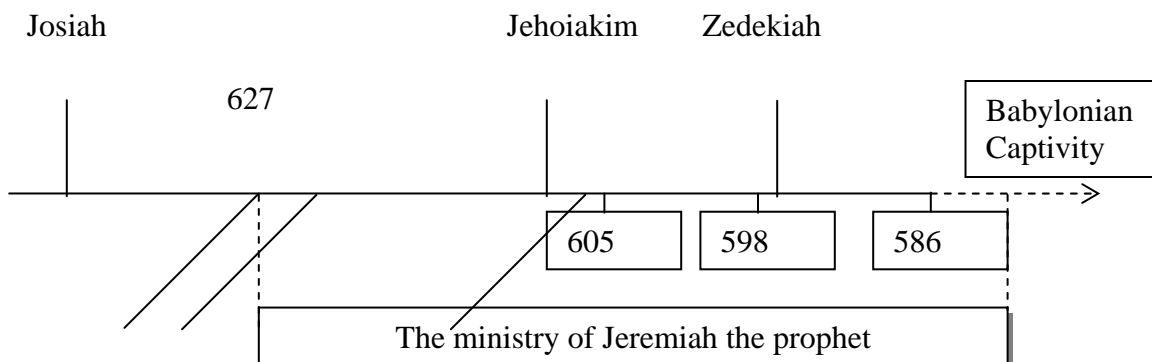 Josiah Jehoiakim Zedekiah
627
Babylonian
Captivity
605 598 586
The ministry of Jeremiah the prophet